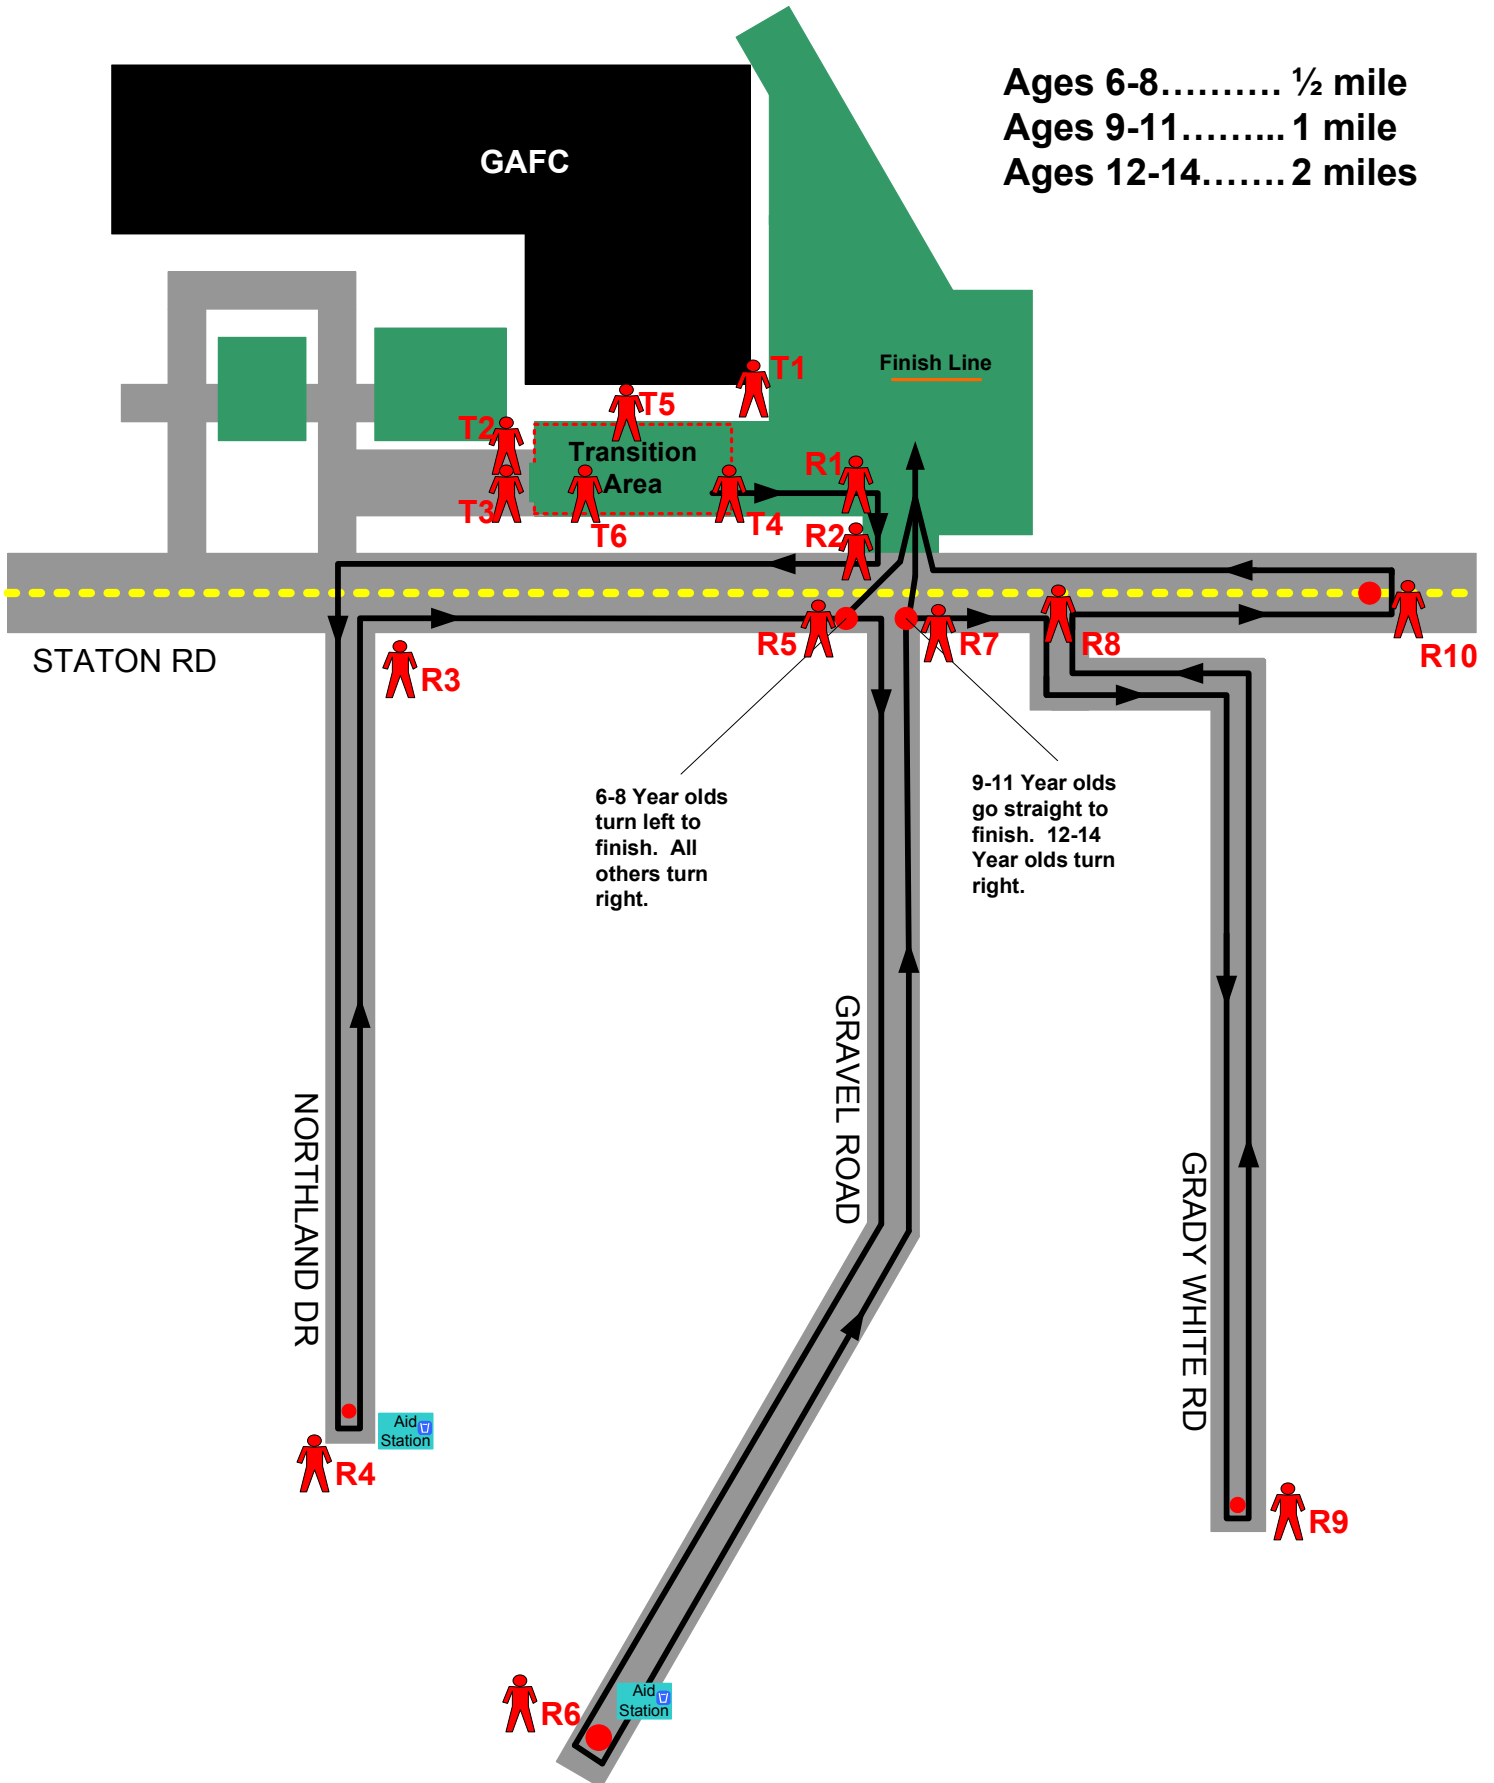 Ages 6-8.......... ½ mile
Ages 9-11......... 1 mile
Ages 12-14....... 2 miles
GAFC
Finish Line
T1
T5
T2
Transition
Area
R1
T3
T6
T4
R2
STATON RD
R3
R5
R7
R8
R10
6-8 Year olds
turn left to
finish. All
others turn
right.
9-11 Year olds
go straight to
finish. 12-14
Year olds turn
right.
NORTHLAND DR
GRAVEL ROAD
GRADY WHITE RD
Aid
Station
R4
R9
Aid
Station
R6